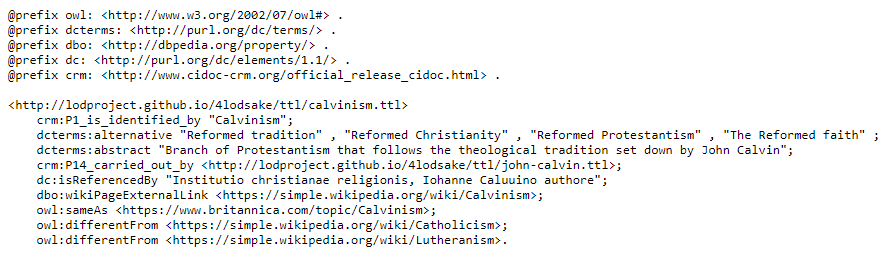 @prefix owl: <http://www.w3.org/2002/07/owl#> .
@prefix dcterms: <http://purl.org/dc/terms/> .
@prefix dbo: <http://dbpedia.org/property/> .
@prefix dc: <http://purl.org/dc/elements/1.1/> .
@prefix crm: <http://www.cidoc-crm.org/official_release_cidoc.html> .

<http://lodproject.github.io/4lodsake/ttl/calvinism.ttl>
    crm:P1_is_identified_by "Calvinism";
    dcterms:alternative "Reformed tradition" , "Reformed Christianity" , "Reformed Protestantism" , "The Reformed faith" ;
    dcterms:abstract "Branch of Protestantism that follows the theological tradition set down by John Calvin";
    crm:P14_carried_out_by <http://lodproject.github.io/4lodsake/ttl/john-calvin.ttl>;
    dc:isReferencedBy "Institutio christianae religionis, Iohanne Caluuino authore";
    dbo:wikiPageExternalLink <https://simple.wikipedia.org/wiki/Calvinism>;
    owl:sameAs <https://www.britannica.com/topic/Calvinism>;
    owl:differentFrom <https://simple.wikipedia.org/wiki/Catholicism>;
    owl:differentFrom <https://simple.wikipedia.org/wiki/Lutheranism>.